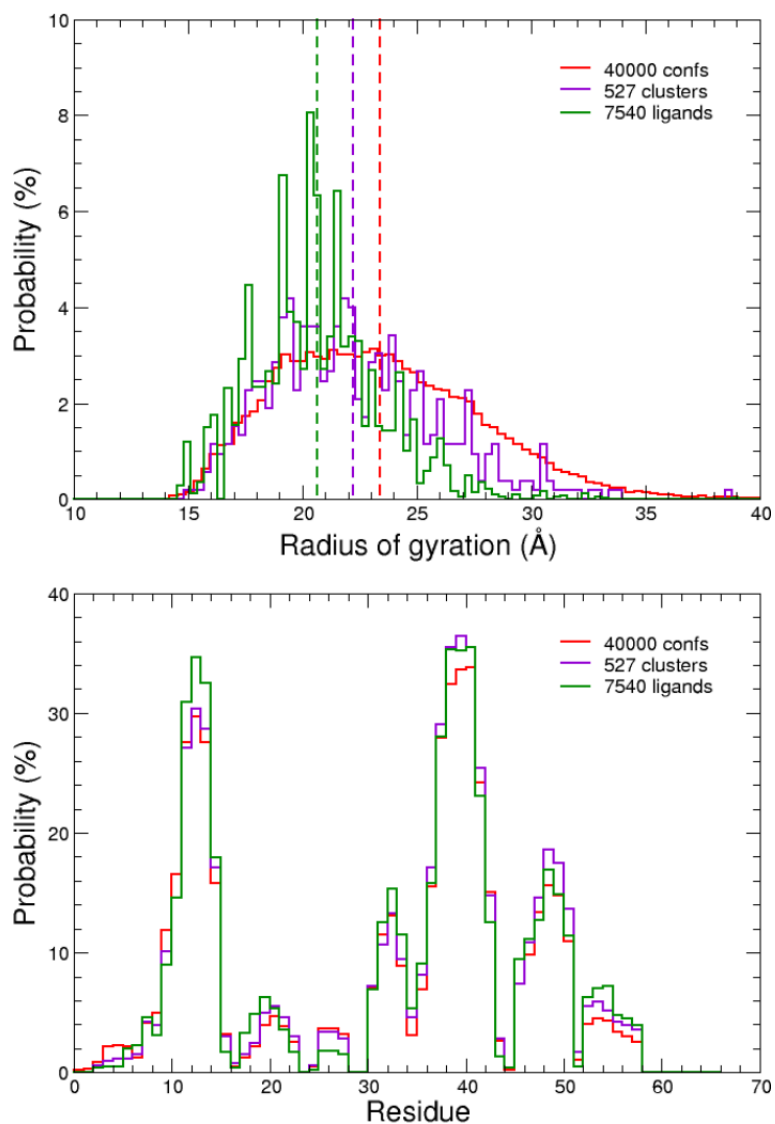 10
8
6
4
2
0
Probability (%)
40000 confs
527 clusters
7540 ligands
10 15 20 25 30 35 40
Radius of gyration (Å)
40
30
20
10
0
Probability (%)
40000 confs
527 clusters
7540 ligands
0 10 20 30 40 50 60 70
Residue